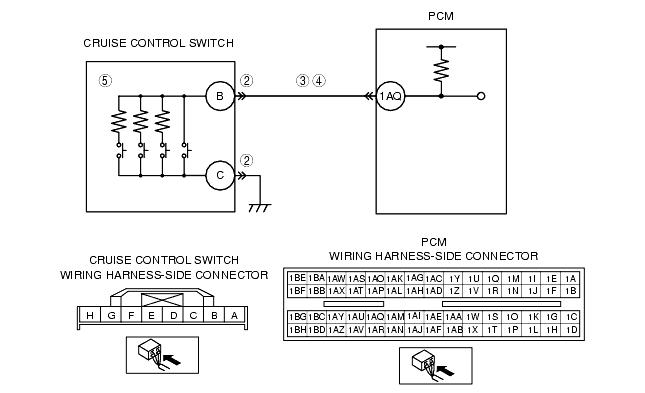 PCM
CRUISE CONTROL SWITCH
⑤
②
③ ④
B
1AQ
②
C
PCM
WIRING HARNESS-SIDE CONNECTOR
CRUISE CONTROL SWITCH
WIRING HARNESS-SIDE CONNECTOR
1BE 1BA 1AW 1AS 1AO 1AK 1AG 1AC 1Y 1U 1Q 1M 1I 1E 1A
1BF 1BB 1AX 1AT 1AP 1AL 1AH 1AD 1Z 1V 1R 1N 1J 1F 1B
H G F E D C B A
1BG 1BC 1AY 1AU 1AQ 1AM 1AI 1AE 1AA 1W 1S 1O 1K 1G 1C
1BH 1BD 1AZ 1AV 1AR 1AN 1AJ 1AF 1AB 1X 1T 1P 1L 1H 1D